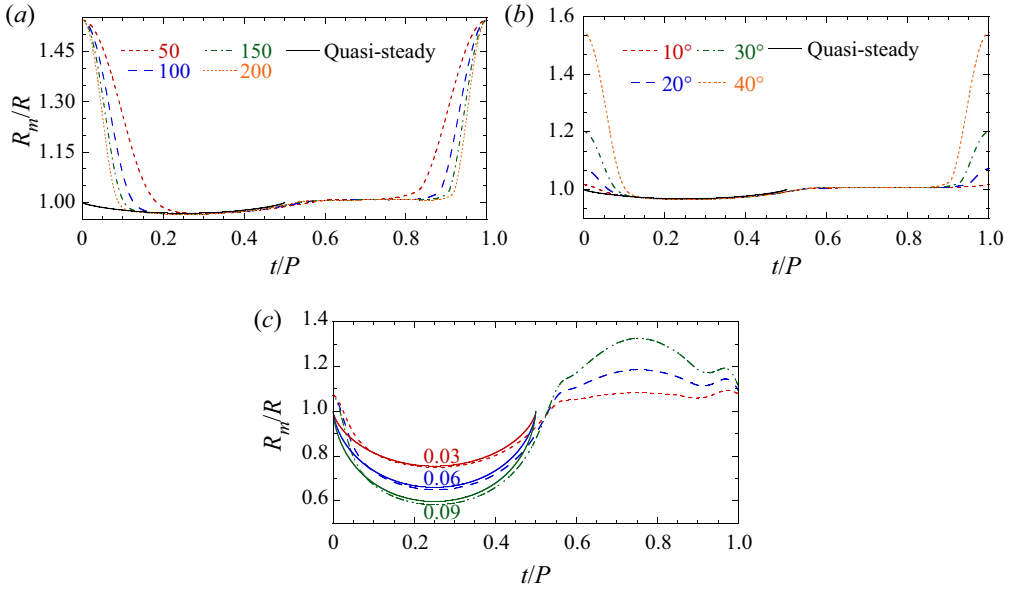 (a)
50 150 Quasi-steady
100 200
1.45
1.30
1.15
1.00
R_m/R
0 0.2 0.4 0.6 0.8 1.0
t/P
(b)
10° 30° Quasi-steady
20° 40°
1.6
1.4
1.2
1.0
0 0.2 0.4 0.6 0.8 1.0
t/P
(c)
1.4
1.2
1.0
0.8
0.6
R_m/R
0.03
0.06
0.09
0 0.2 0.4 0.6 0.8 1.0
t/P